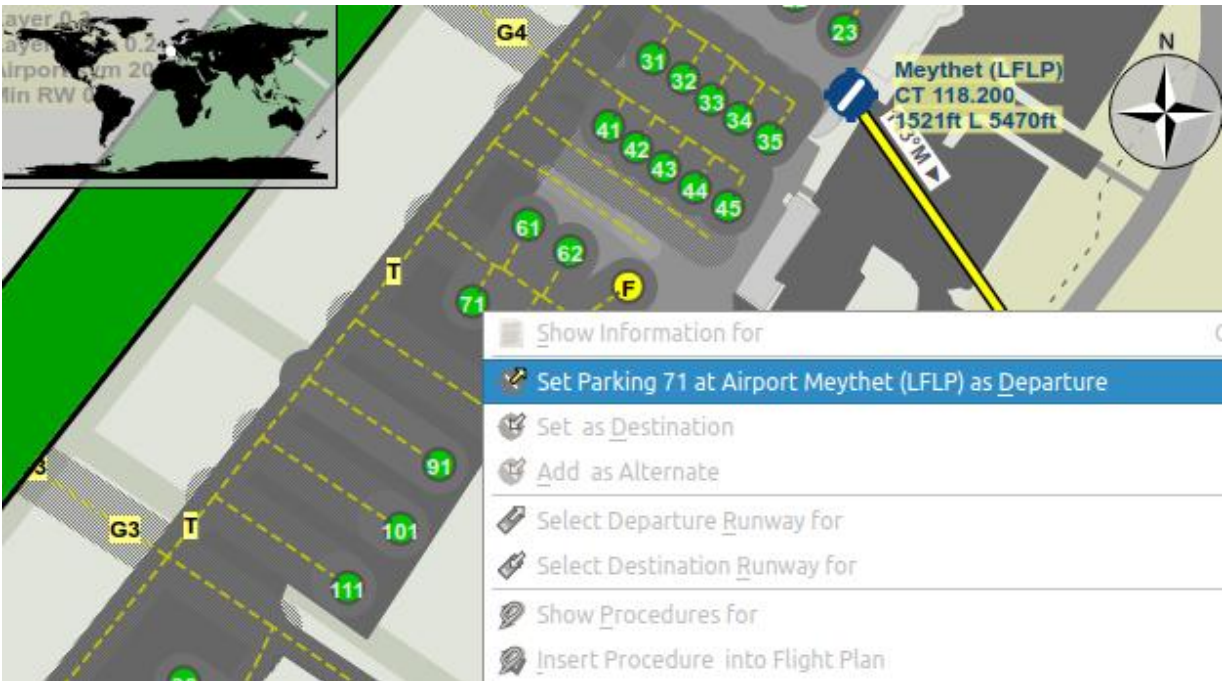 G4
23
31
32
33
34
35
Meythet (LFLP)
CT 118.200
1521ft L 5470ft
N
41
42
43
44
45
61
62
T
71
F
Show Information for
Set Parking 71 at Airport Meythet (LFLP) as Departure
Set as Destination
Add as Alternate
91
Select Departure Runway for
G3
T
101
Select Destination Runway for
111
Show Procedures for
Insert Procedure into Flight Plan